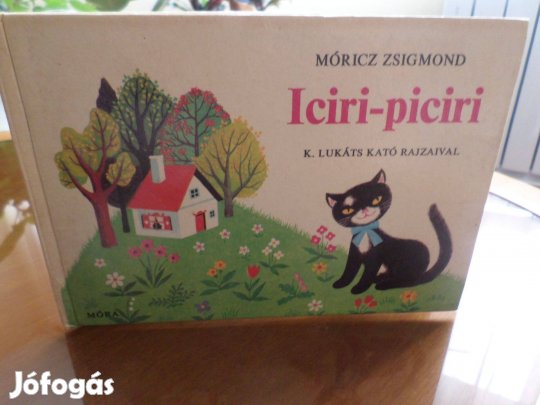 MÓRICZ ZSIGMOND
Iciri-piciri
K. LUKÁTS KATÓ RAJZAIVAL
MÓRA
Jófogás